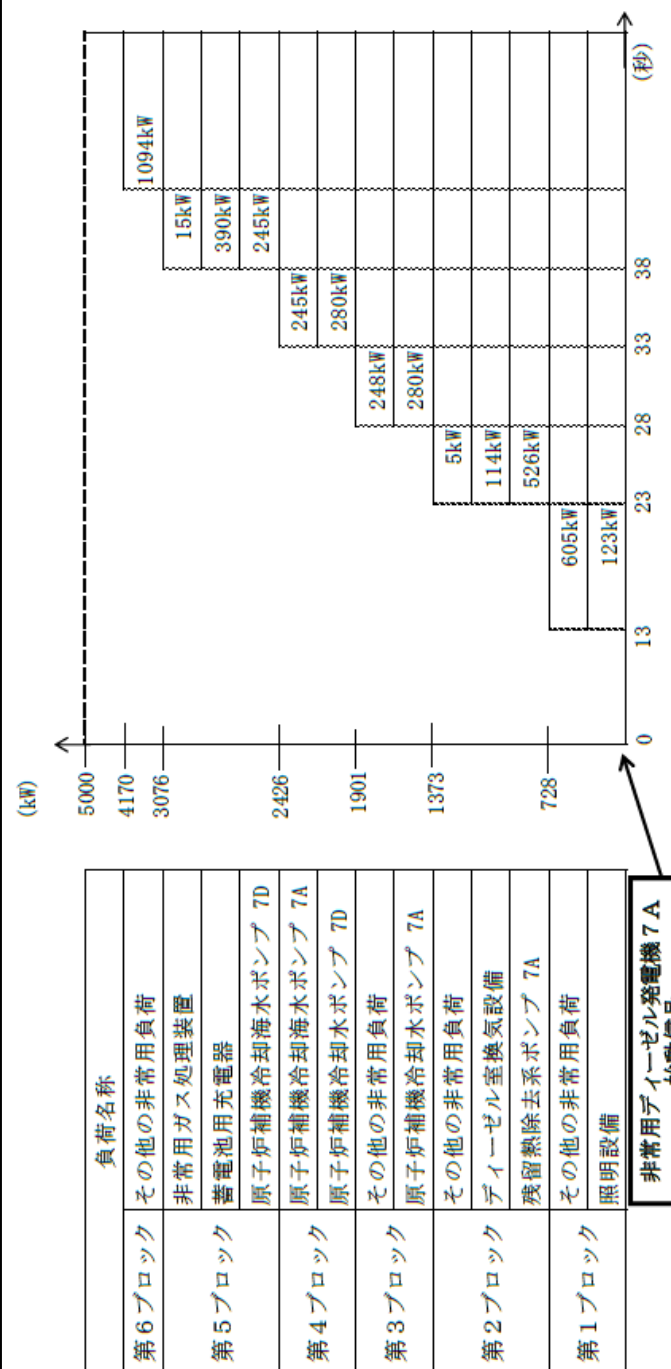 (kW)
5000
4170
3076
2426
1901
1373
728
負荷名称
第6ブロック その他の非常用負荷 1094kW
第5ブロック 非常用ガス処理装置 15kW
蓄電池用充電器 390kW
原子炉補機冷却海水ポンプ 7D 245kW
第4ブロック 原子炉補機冷却海水ポンプ 7A 245kW
原子炉補機冷却水ポンプ 7D 280kW
第3ブロック その他の非常用負荷 248kW
原子炉補機冷却水ポンプ 7A 280kW
第2ブロック その他の非常用負荷 5kW
ディーゼル室換気設備 114kW
残留熱除去系ポンプ 7A 526kW
第1ブロック その他の非常用負荷 605kW
照明設備 123kW
0 13 23 28 33 38 (秒)
非常用ディーゼル発電機7A